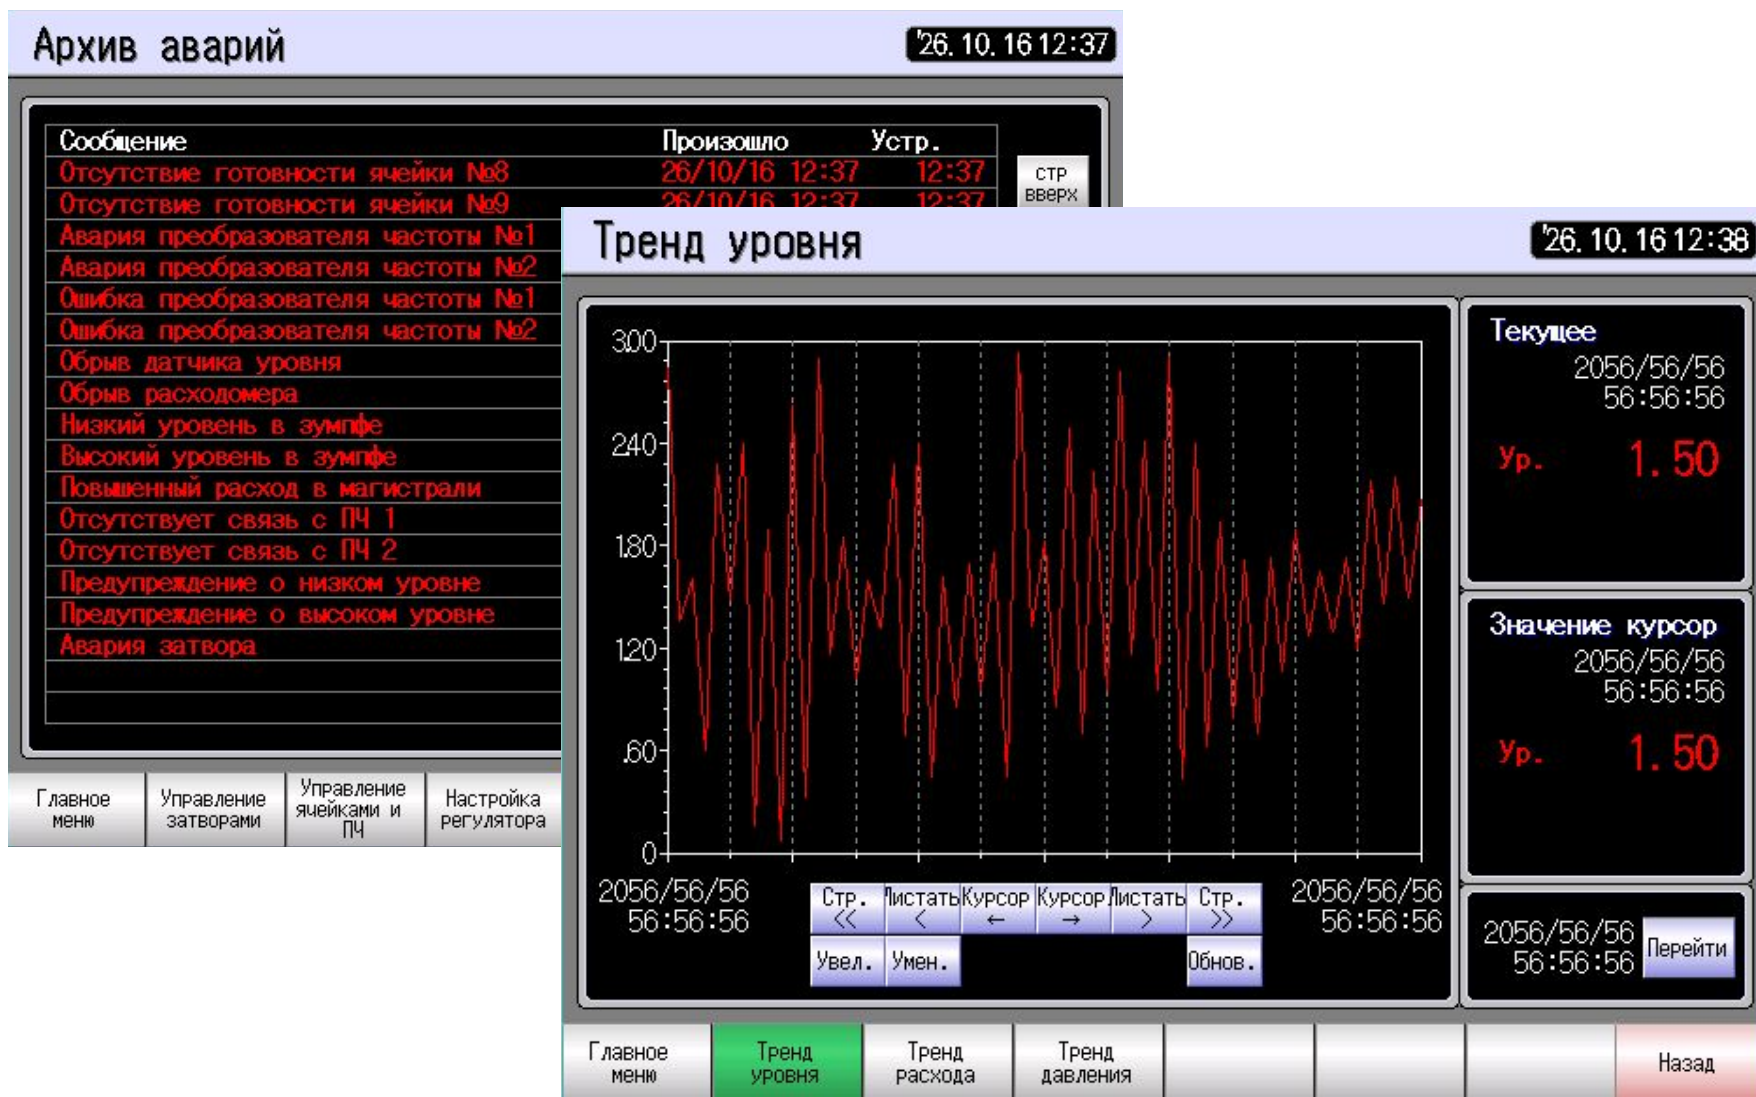 Архив аварий
'26.10.16 12:37
Сообщение Произошло Устр.
Отсутствие готовности ячейки №8 26/10/16 12:37 12:37
Отсутствие готовности ячейки №9 26/10/16 12:37 12:37
Авария преобразователя частоты №1
Авария преобразователя частоты №2
Ошибка преобразователя частоты №1
Ошибка преобразователя частоты №2
Обрыв датчика уровня
Обрыв расходомера
Низкий уровень в зумпфе
Высокий уровень в зумпфе
Повышенный расход в магистрали
Отсутствует связь с ПЧ 1
Отсутствует связь с ПЧ 2
Предупреждение о низком уровне
Предупреждение о высоком уровне
Авария затвора
стр
вверх
Главное
меню
Управление
затворами
Управление
ячейками и
ПЧ
Настройка
регулятора
Тренд уровня
'26.10.16 12:38
3.00
2.40
1.80
1.20
.60
0
2056/56/56
56:56:56
2056/56/56
56:56:56
Стр.
<<
Листать
<
Курсор
←
Курсор
→
Листать
>
Стр.
>>
Увел.
Умен.
Обнов.
Текущее
2056/56/56
56:56:56
Ур. 1.50
Значение курсор
2056/56/56
56:56:56
Ур. 1.50
2056/56/56
56:56:56
Перейти
Главное
меню
Тренд
уровня
Тренд
расхода
Тренд
давления
Назад